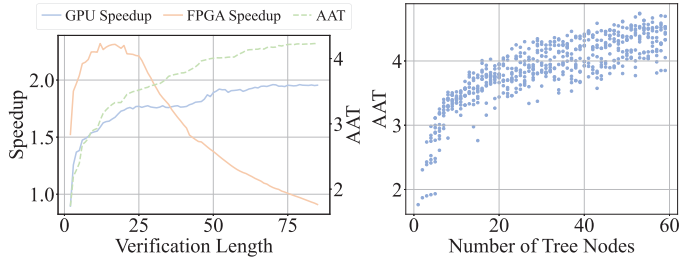 GPU Speedup FPGA Speedup AAT
Speedup
2.0
1.5
1.0
4
3
2
AAT
0 25 50 75
Verification Length
AAT
4
3
2
0 20 40 60
Number of Tree Nodes